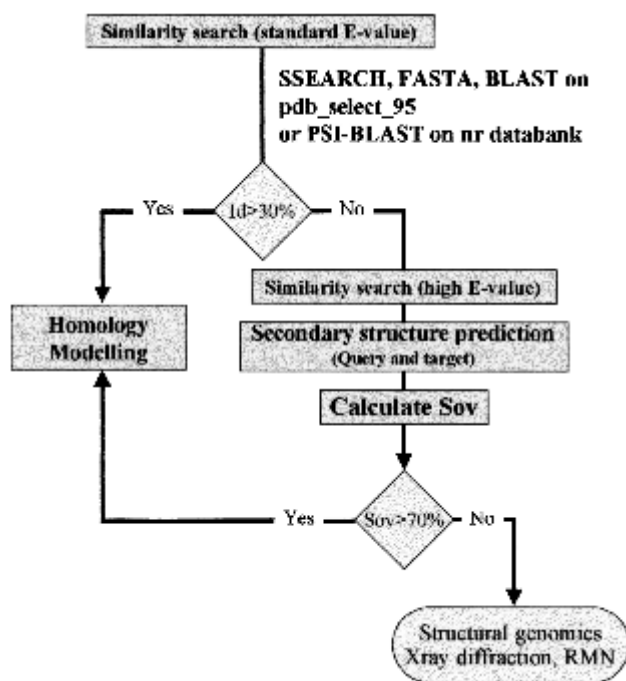 Similarity search (standard E-value)
SSEARCH, FASTA, BLAST on
pdb_select_95
or PSI-BLAST on nr databank
Yes
Id>30%
No
Similarity search (high E-value)
Homology
Modelling
Secondary structure prediction
(Query and target)
Calculate Sov
Yes
Sov>70%
No
Structural genomics
Xray diffraction, RMN